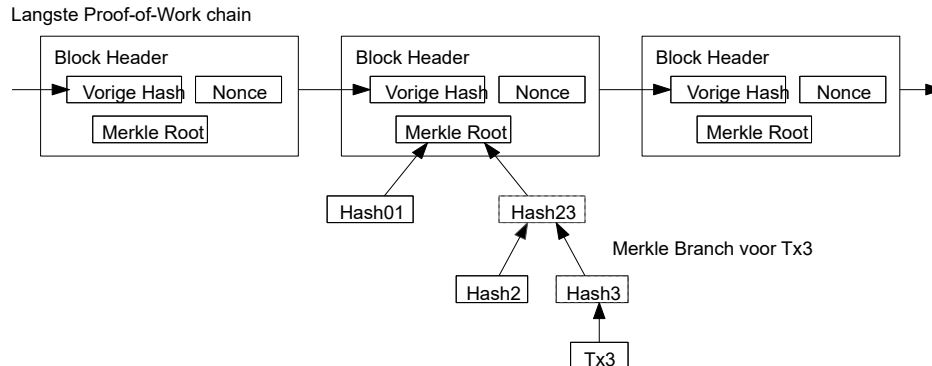 Langste Proof-of-Work chain
Block Header
Block Header
Block Header
Vorige Hash
Nonce
Vorige Hash
Nonce
Vorige Hash
Nonce
Merkle Root
Merkle Root
Merkle Root
Hash01
Hash23
Merkle Branch voor Tx3
Hash2
Hash3
Tx3